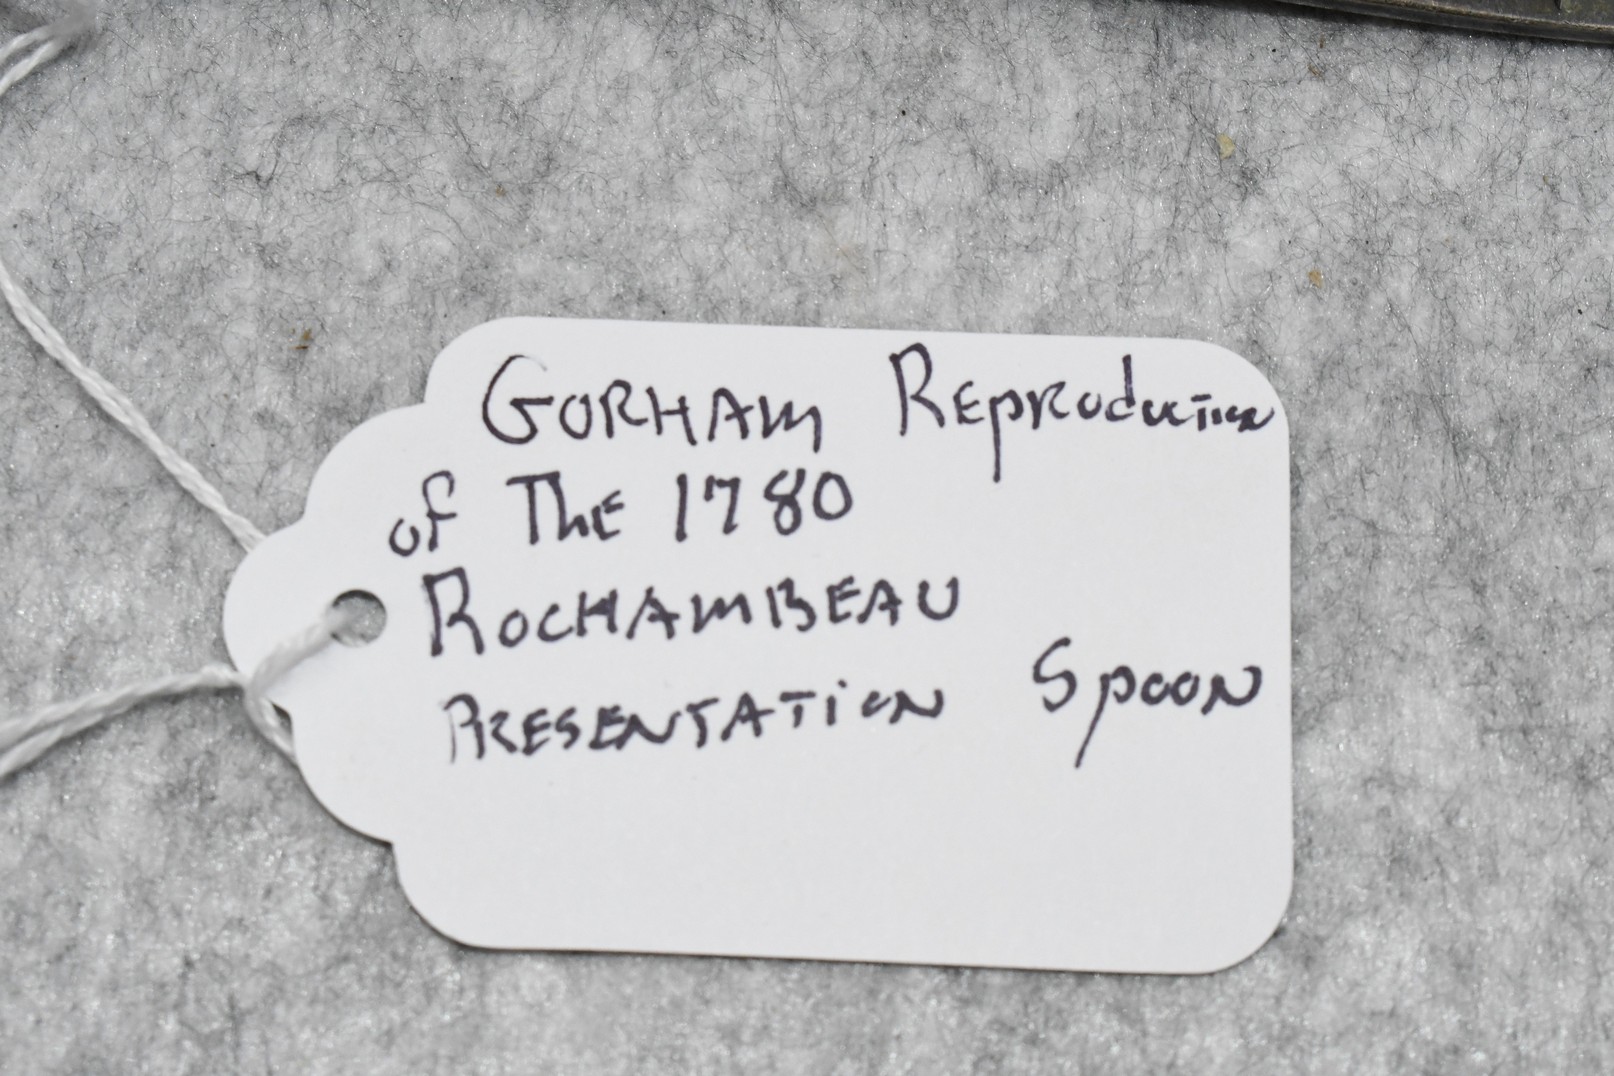 GORHAM Reproduction
of The 1780
ROCHAMBEAU
PRESENTATiON Spoon